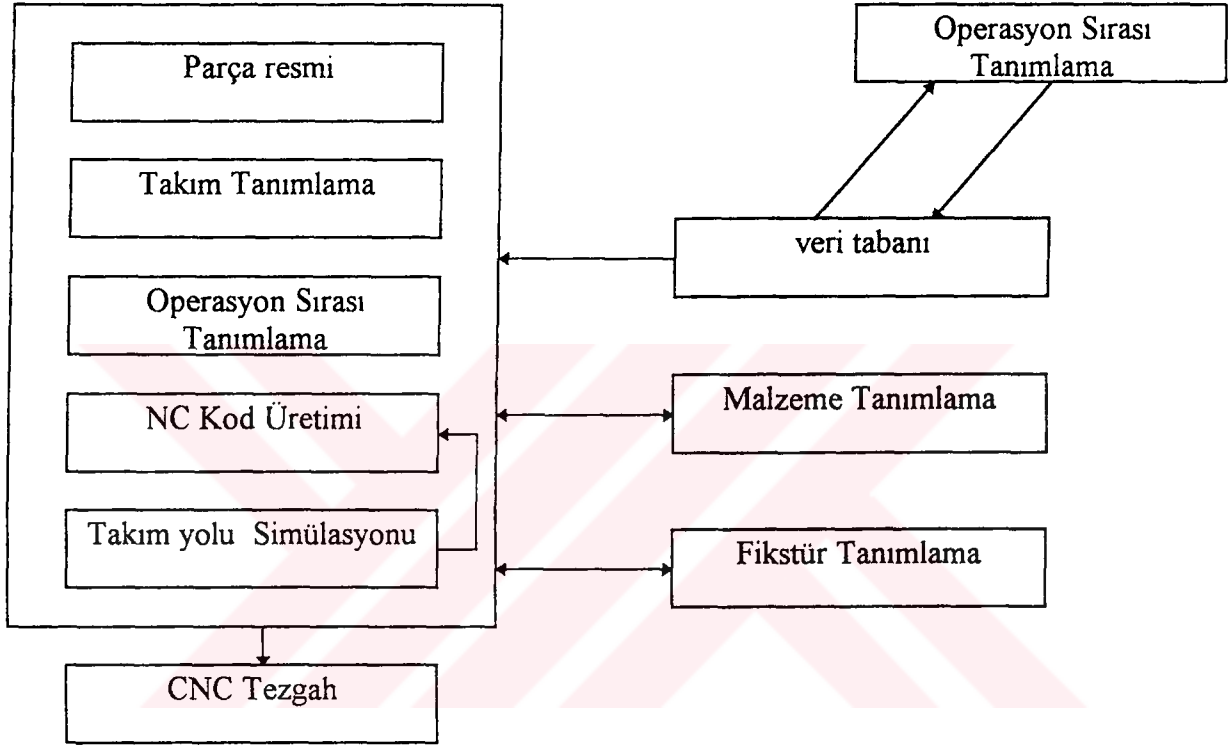 Parça resmi
Takım Tanımlama
Operasyon Sırası
Tanımlama
NC Kod Üretimi
Takım yolu Simülasyonu
CNC Tezgah
Operasyon Sırası
Tanımlama
veri tabanı
Malzeme Tanımlama
Fikstür Tanımlama